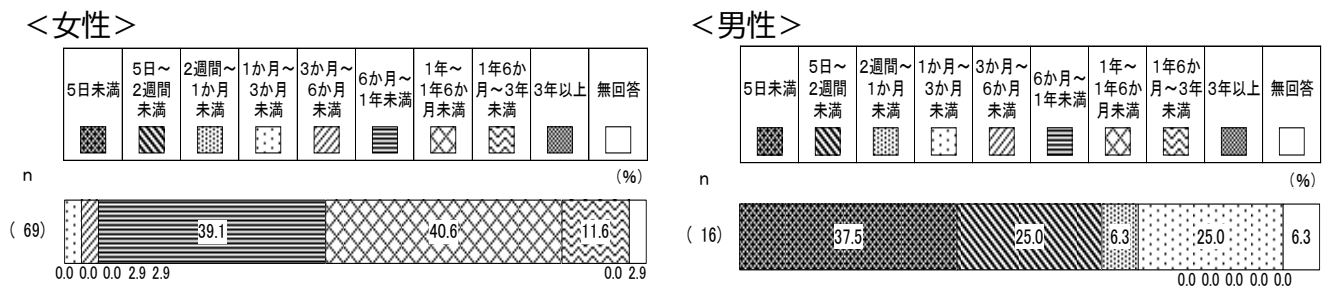 ＜女性＞
5日未満
5日～
2週間
未満
2週間～
1か月
未満
1か月～
3か月
未満
3か月～
6か月
未満
6か月～
1年未満
1年～
1年6か
月未満
1年6か
月～3年
未満
3年以上
無回答
n
(%)
( 69)
39.1
40.6
11.6
0.0 0.0 0.0 2.9 2.9
0.0 2.9
＜男性＞
5日未満
5日～
2週間
未満
2週間～
1か月
未満
1か月～
3か月
未満
3か月～
6か月
未満
6か月～
1年未満
1年～
1年6か
月未満
1年6か
月～3年
未満
3年以上
無回答
n
(%)
( 16)
37.5
25.0
6.3
25.0
6.3
0.0 0.0 0.0 0.0 0.0